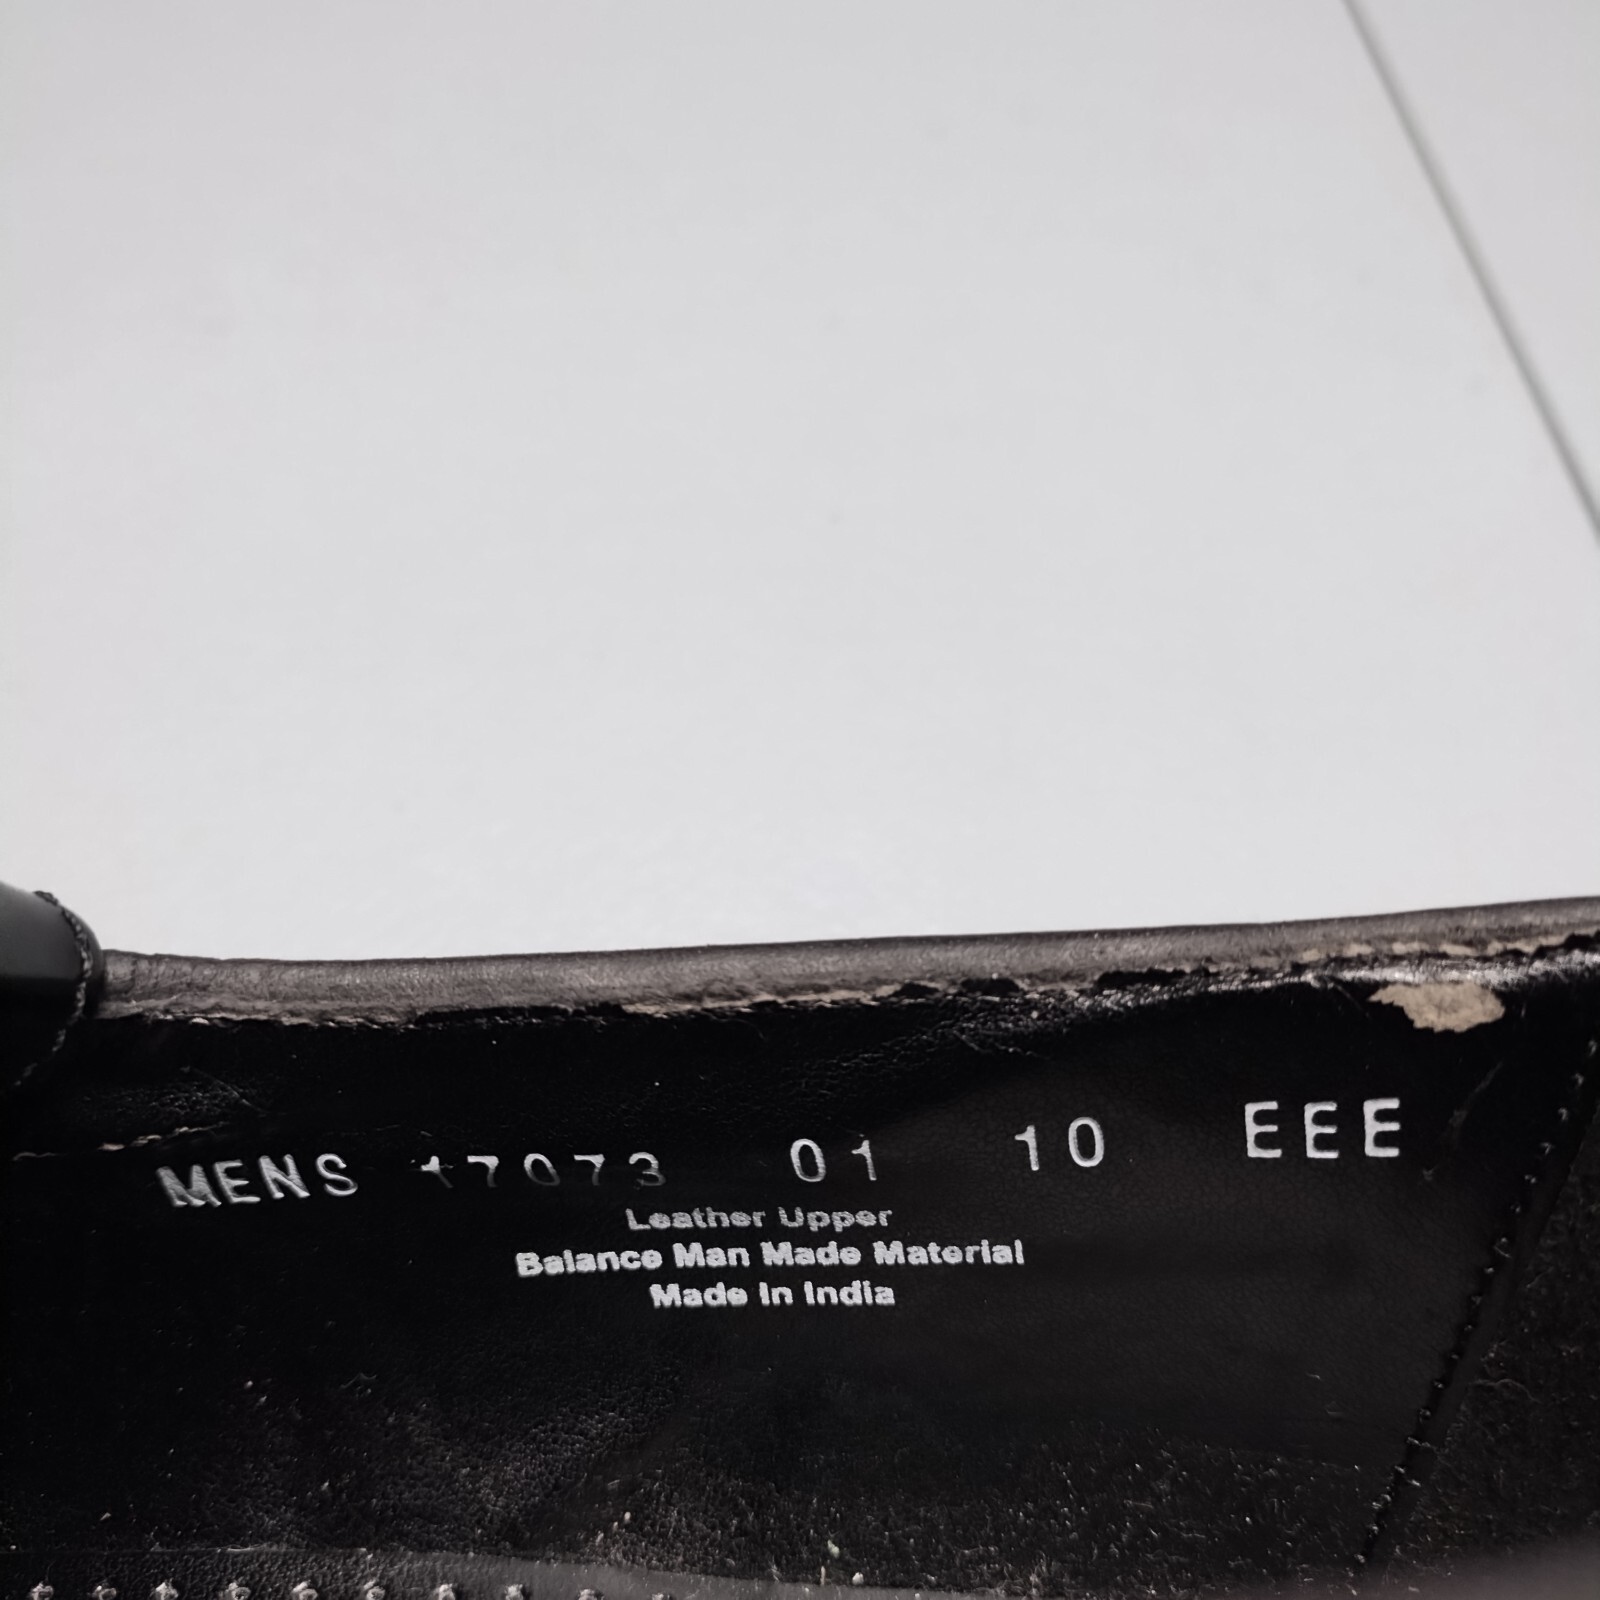 MENS 17073 01 10 EEE
Leather Upper
Balance Man Made Material
Made In India